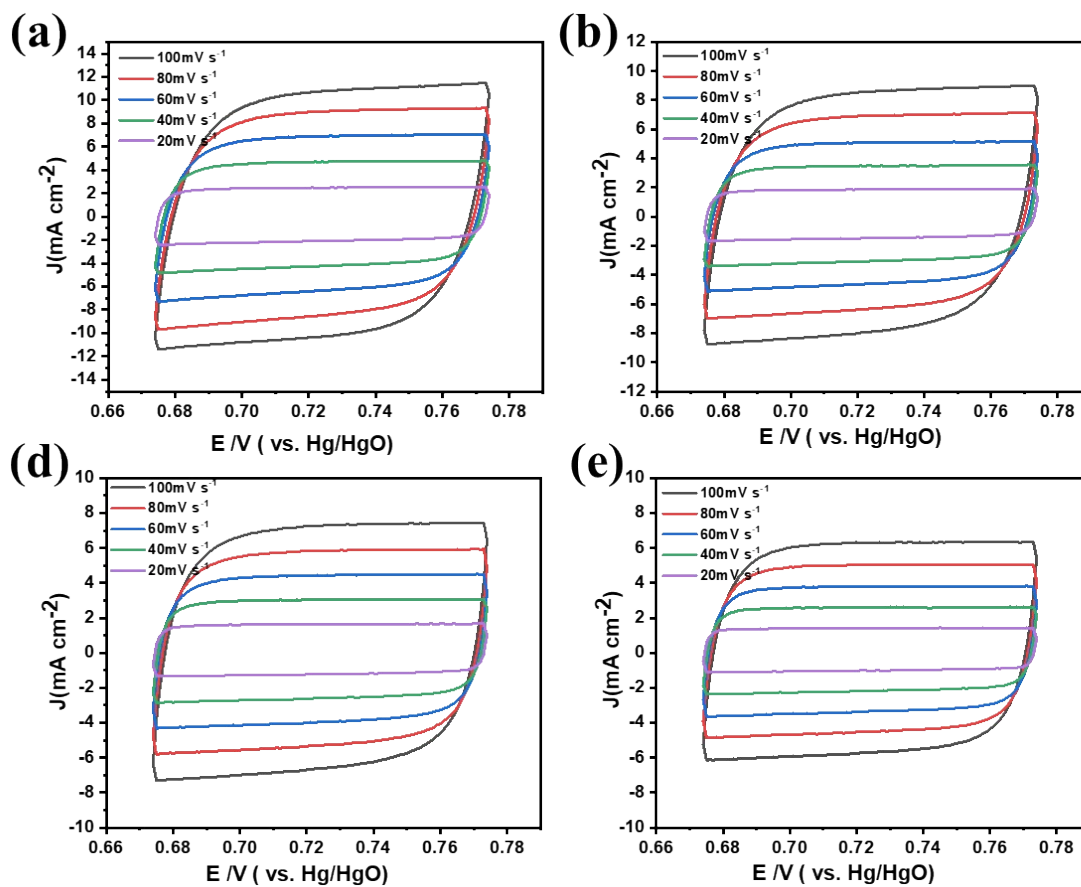 (a)
14
12
10
8
6
4
2
0
-2
-4
-6
-8
-10
-12
-14
J(mA cm⁻²)
100mV s⁻¹
80mV s⁻¹
60mV s⁻¹
40mV s⁻¹
20mV s⁻¹
0.66 0.68 0.70 0.72 0.74 0.76 0.78
E /V ( vs. Hg/HgO)
(b)
12
10
8
6
4
2
0
-2
-4
-6
-8
-10
-12
J(mA cm⁻²)
100mV s⁻¹
80mV s⁻¹
60mV s⁻¹
40mV s⁻¹
20mV s⁻¹
0.66 0.68 0.70 0.72 0.74 0.76 0.78
E /V ( vs. Hg/HgO)
(d)
10
8
6
4
2
0
-2
-4
-6
-8
-10
J(mA cm⁻²)
100mV s⁻¹
80mV s⁻¹
60mV s⁻¹
40mV s⁻¹
20mV s⁻¹
0.66 0.68 0.70 0.72 0.74 0.76 0.78
E /V ( vs. Hg/HgO)
(e)
10
8
6
4
2
0
-2
-4
-6
-8
-10
J(mA cm⁻²)
100mV s⁻¹
80mV s⁻¹
60mV s⁻¹
40mV s⁻¹
20mV s⁻¹
0.66 0.68 0.70 0.72 0.74 0.76 0.78
E /V ( vs. Hg/HgO)